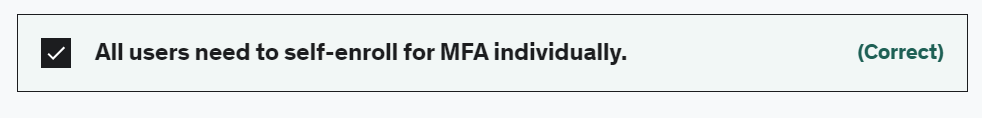 All users need to self-enroll for MFA individually. (Correct)